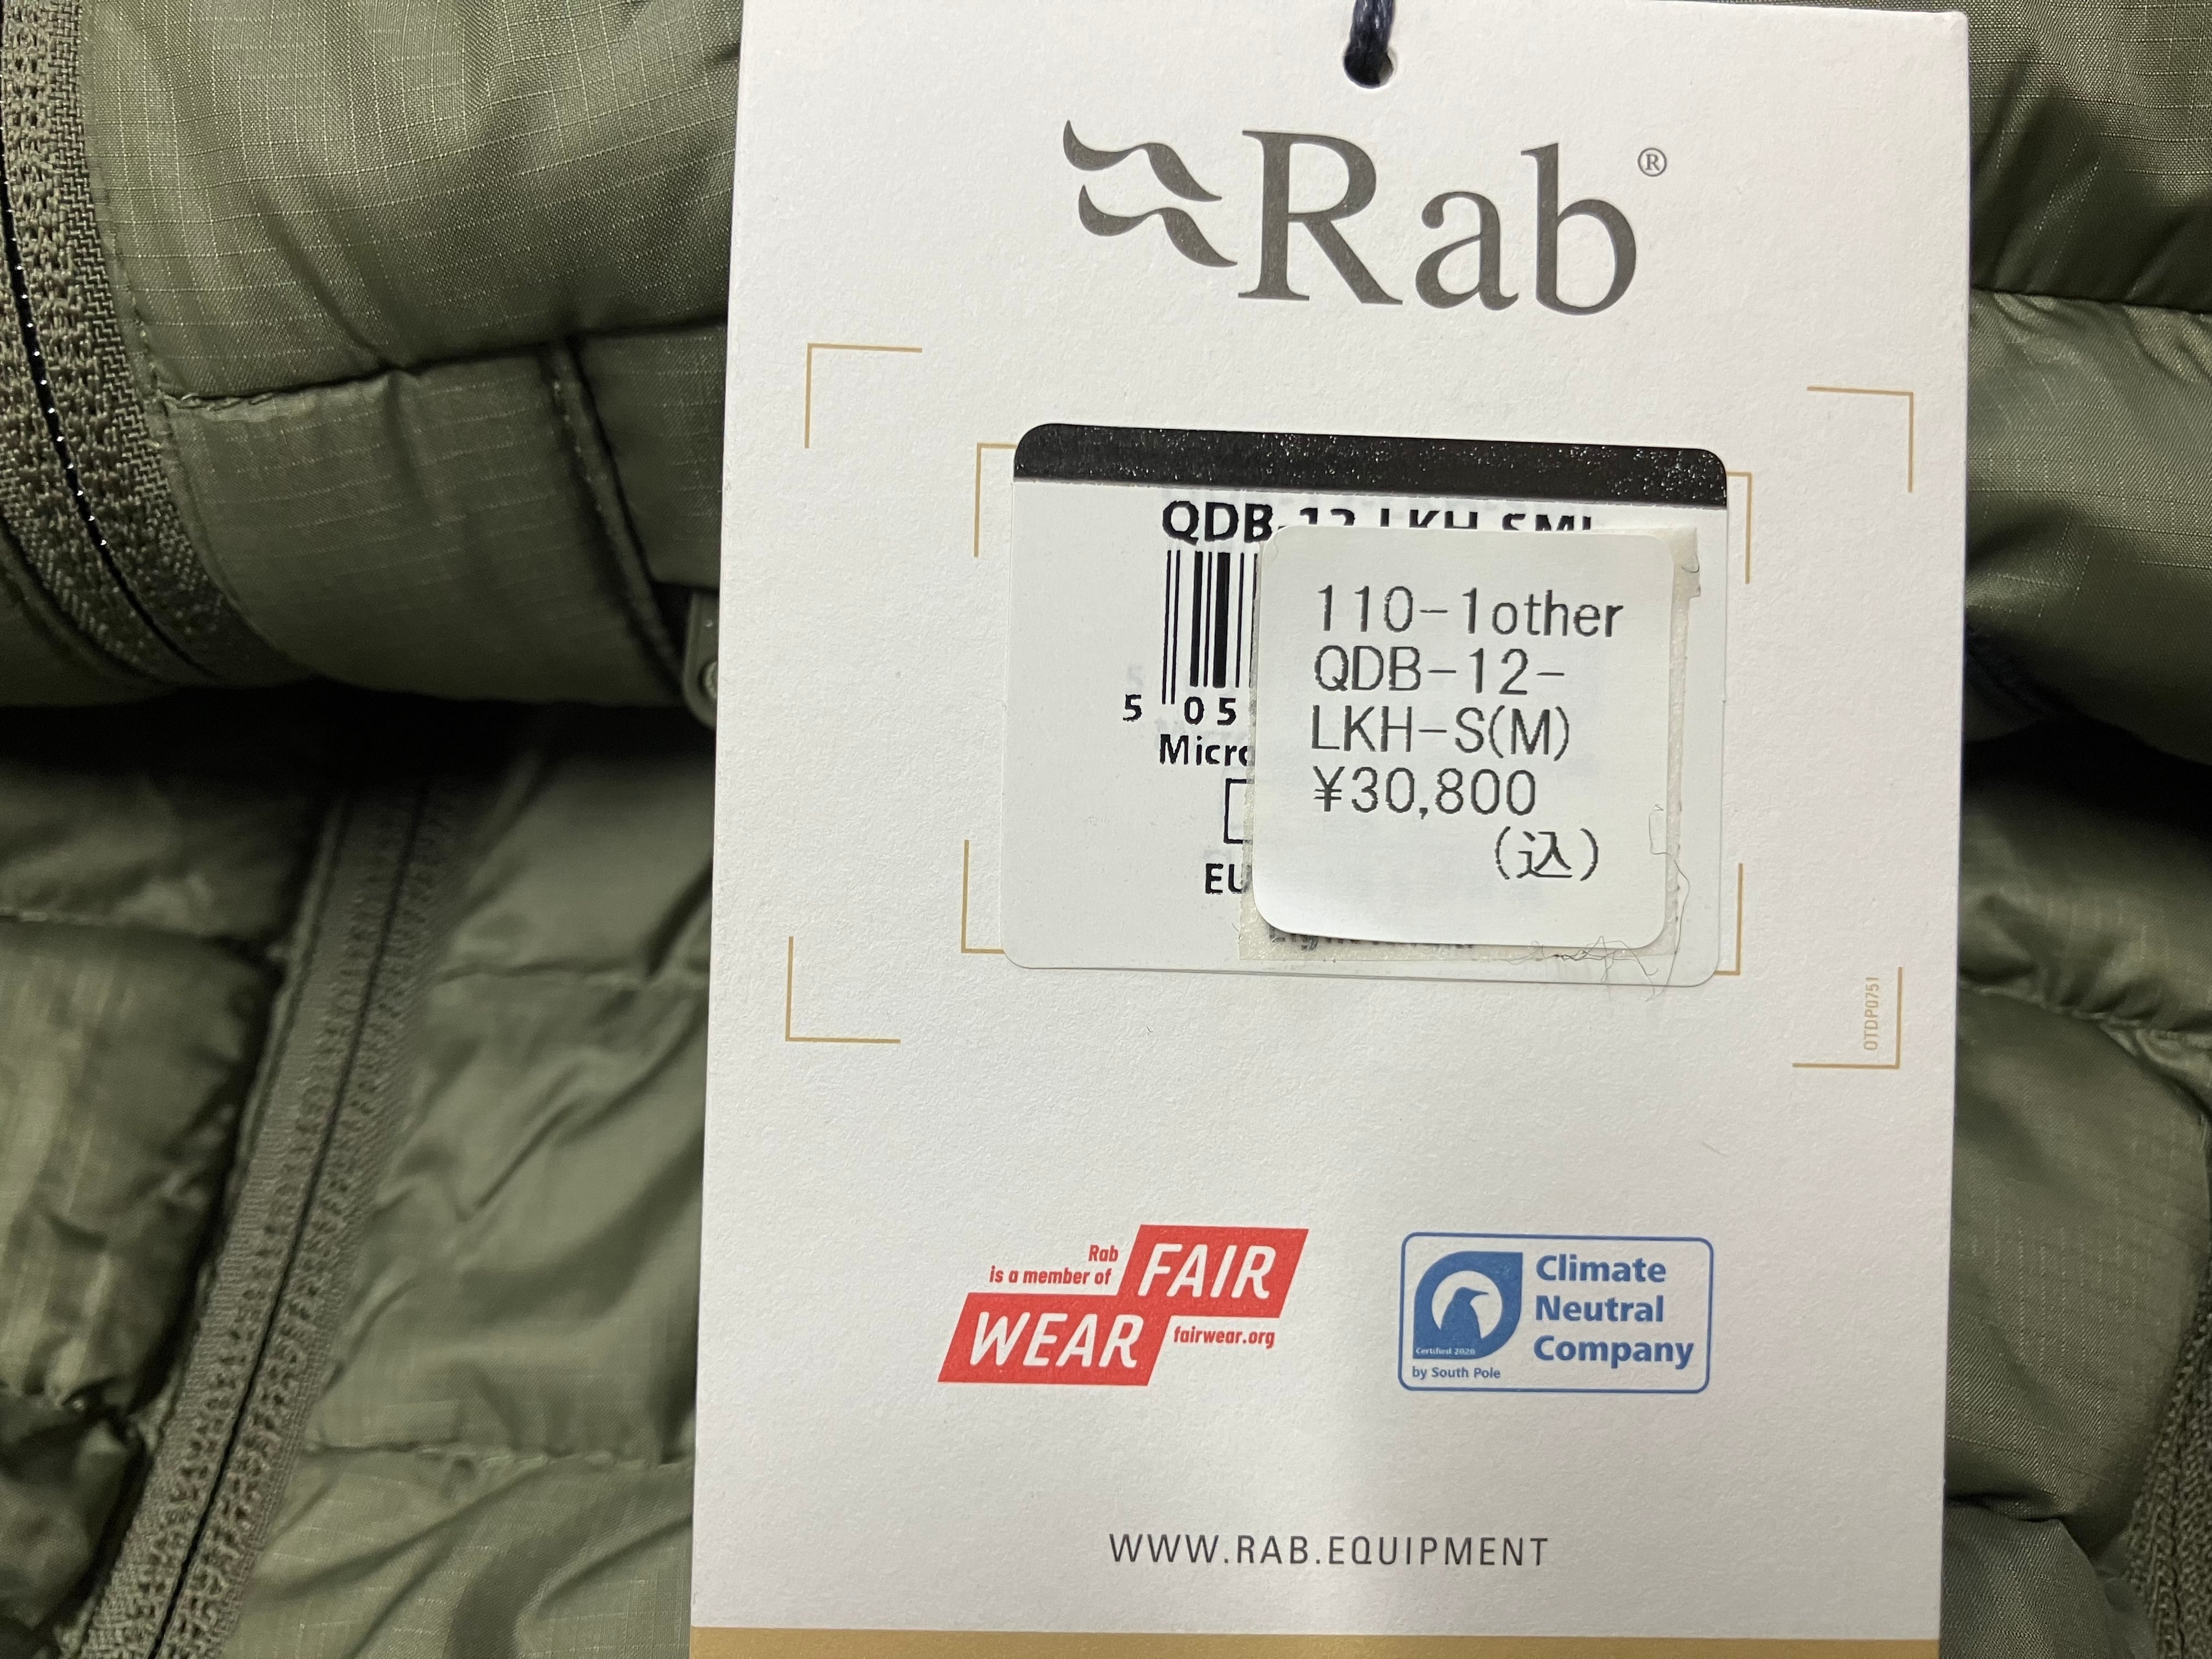 Rab®
QDB-12 LKH SML
5 05
EU
110-1other
QDB-12-
LKH-S(M)
¥30,800
(込)
OTDP0751
Rab
is a member of
FAIR
WEAR
fairwear.org
Climate
Neutral
Company
Certified 2020
by South Pole
WWW.RAB.EQUIPMENT